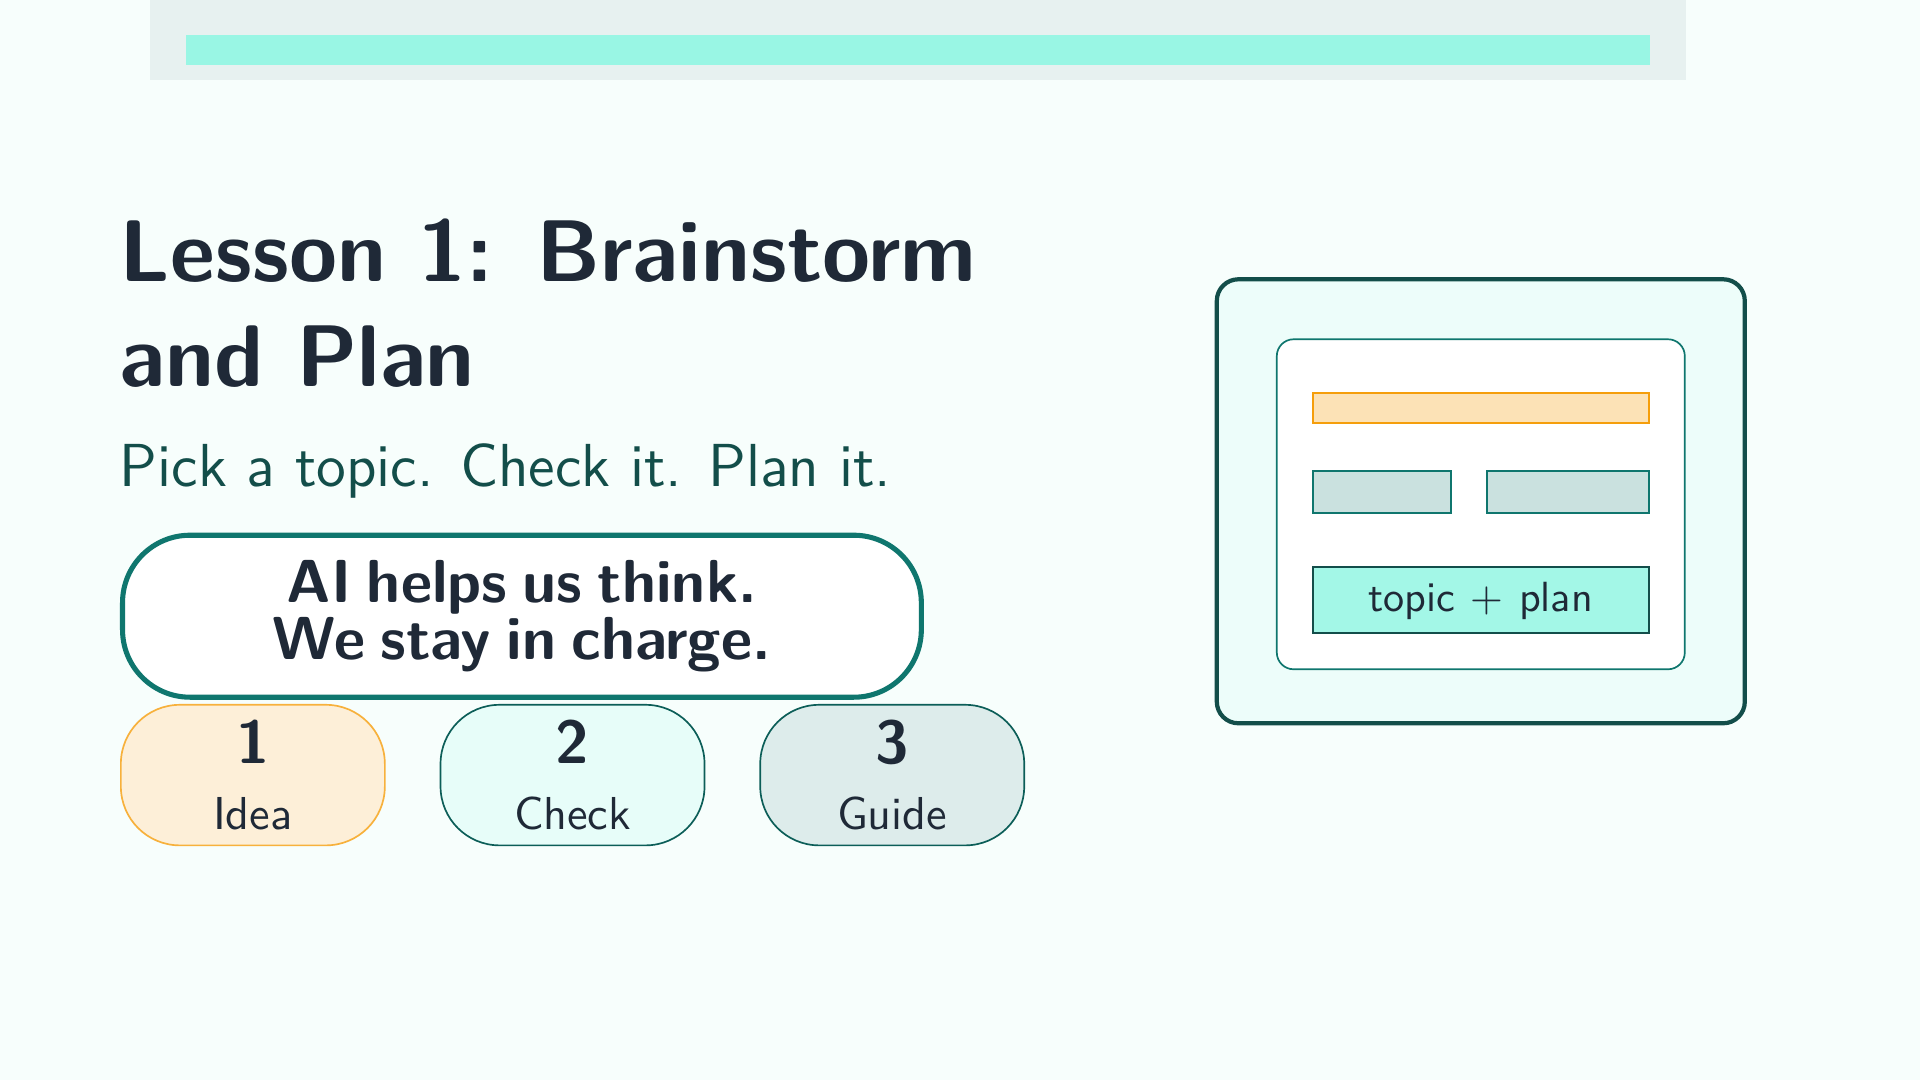 Lesson 1: Brainstorm
and Plan
Pick a topic. Check it. Plan it.
AI helps us think.
We stay in charge.
1
Idea
2
Check
3
Guide
topic + plan